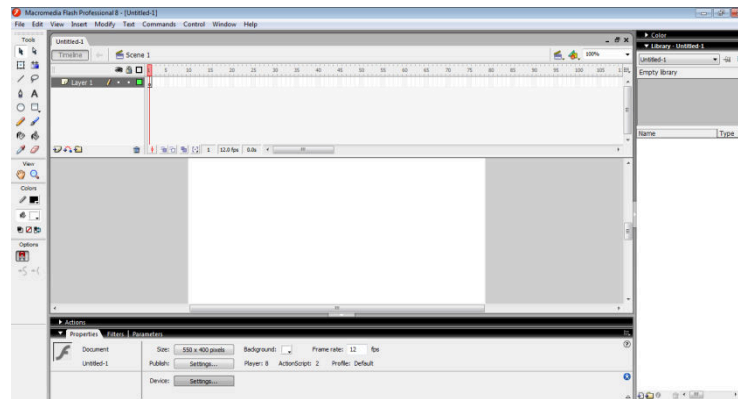 Macromedia Flash Professional 8 - [Untitled-1]
File Edit View Insert Modify Text Commands Control Window Help
Tools
View
Colors
Options
Untitled-1
Timeline
Scene 1
100%
5 10 15 20 25 30 35 40 45 50 55 60 65 70 75 80 85 90 95 100 105
Layer 1
1 12.0 fps 0.0s
Actions
Properties Filters Parameters
Document
Untitled-1
Size: 550 x 400 pixels Background: Frame rate: 12 fps
Publish: Settings... Player: 8 ActionScript: 2 Profile: Default
Device: Settings...
Color
Library - Untitled-1
Untitled-1
Empty library
Name Type